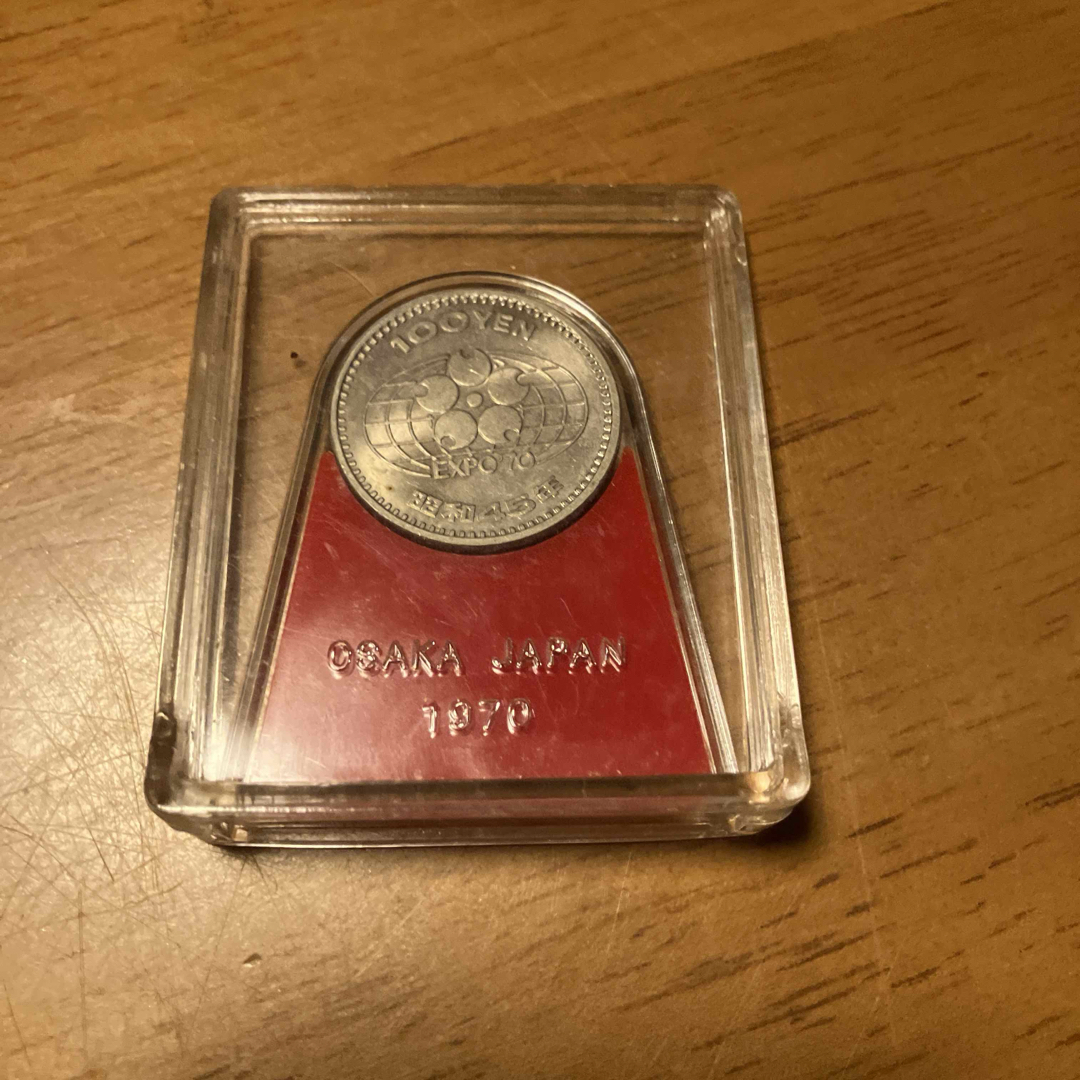 100YEN
EXPO'70
昭和45年
OSAKA JAPAN
1970